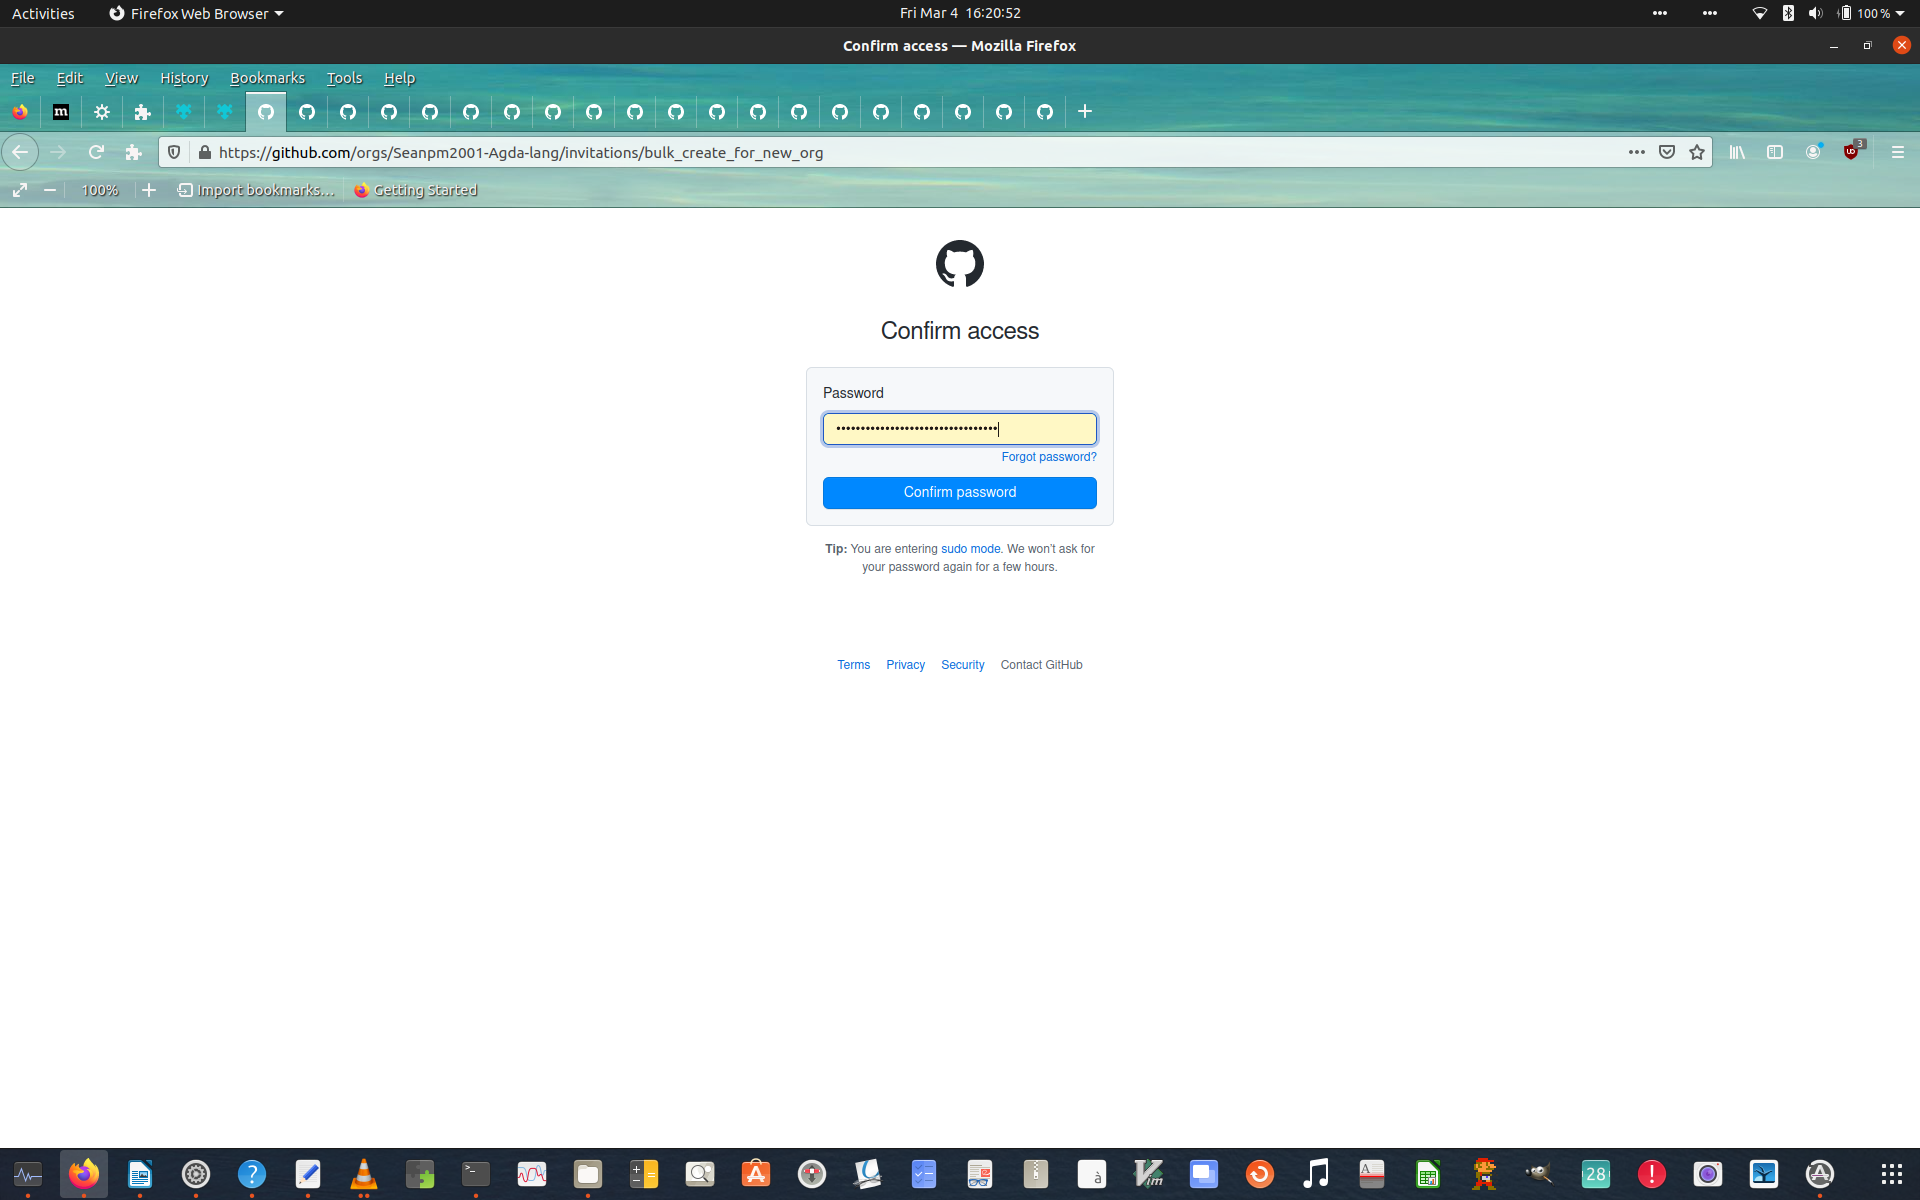 Activities Firefox Web Browser Fri Mar 4 16:20:52 100 %
Confirm access — Mozilla Firefox
File Edit View History Bookmarks Tools Help
m
https://github.com/orgs/Seanpm2001-Agda-lang/invitations/bulk_create_for_new_org 3
100% Import bookmarks... Getting Started
Confirm access
Password
Forgot password?
Confirm password
Tip: You are entering sudo mode. We won't ask for
your password again for a few hours.
Terms Privacy Security Contact GitHub
? >_ à Vim A 28 !